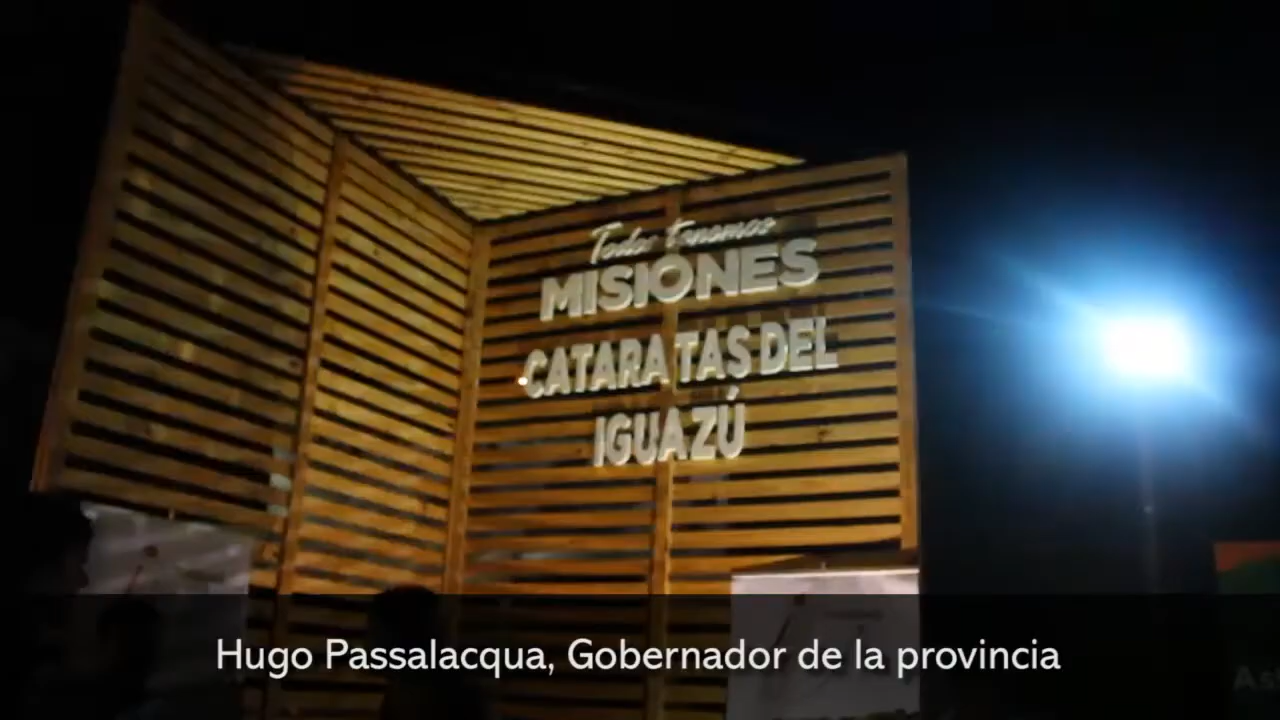 Todos tenemos
MISIONES
CATARATAS DEL
IGUAZÚ
Hugo Passalacqua, Gobernador de la provincia